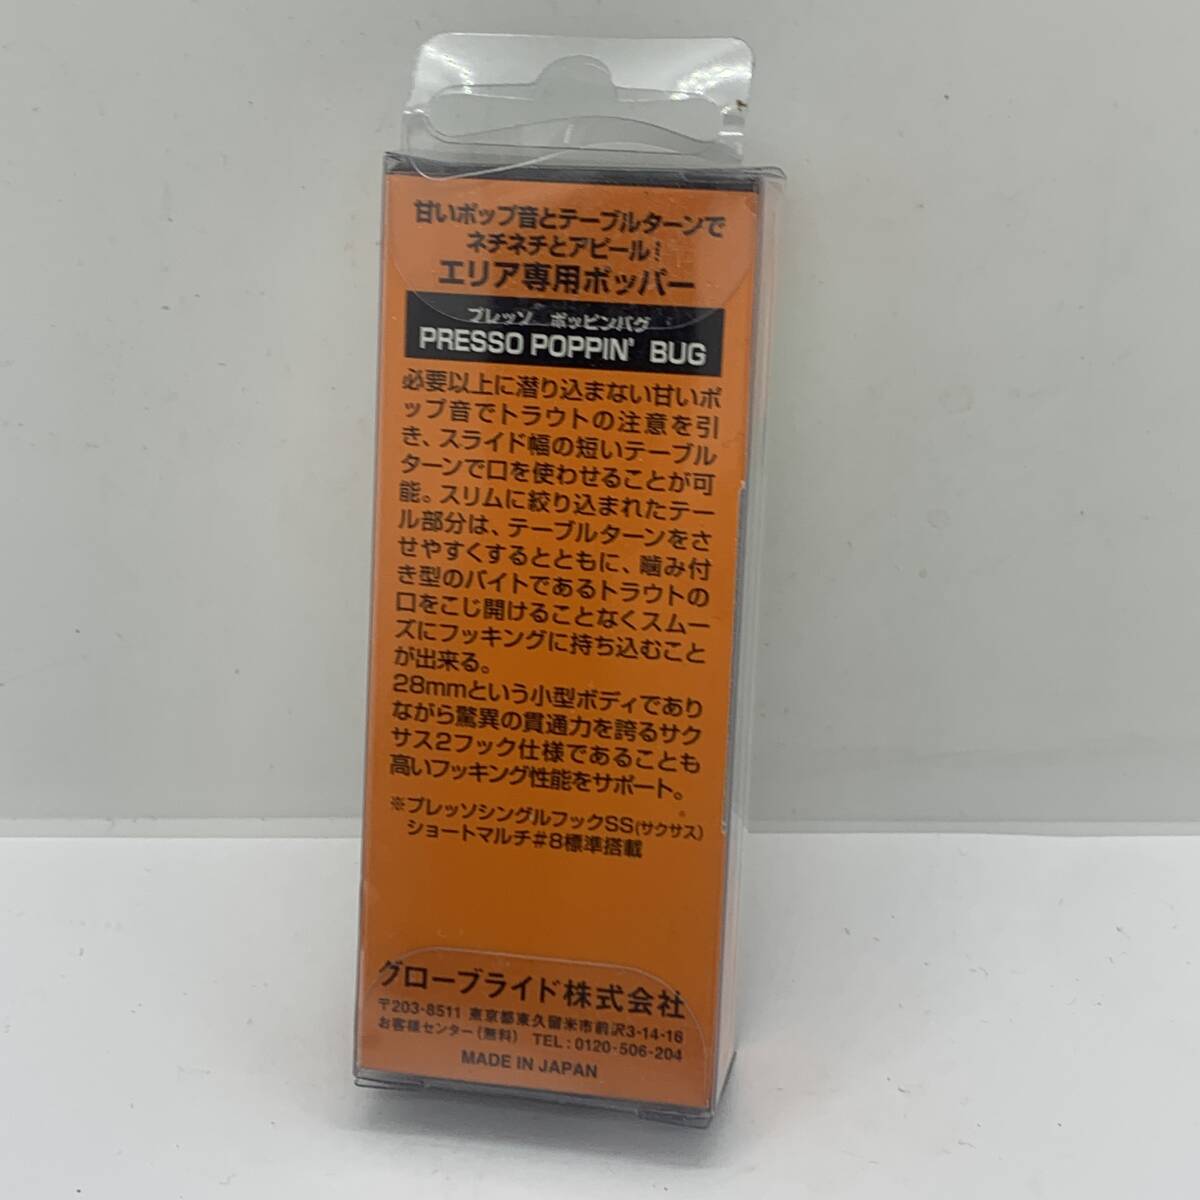 甘いポップ音とテーブルターンで
ネチネチとアピール!
エリア専用ポッパー
プレッソ ポッピンバグ
PRESSO POPPIN' BUG
必要以上に潜り込まない甘いポ
ップ音でトラウトの注意を引
き、スライド幅の短いテーブル
ターンで口を使わせることが可
能。スリムに絞り込まれたテー
ル部分は、テーブルターンをさ
せやすくするとともに、噛み付
き型のバイトであるトラウトの
口をこじ開けることなくスムー
ズにフッキングに持ち込むこと
が出来る。
28mmという小型ボディであり
ながら驚異の貫通力を誇るサク
サス2フック仕様であることも
高いフッキング性能をサポート。
※プレッソシングルフックSS(サクサス)
ショートマルチ#8標準搭載
グローブライド株式会社
〒203-8511 東京都東久留米市前沢3-14-16
お客様センター(無料) TEL:0120-506-204
MADE IN JAPAN